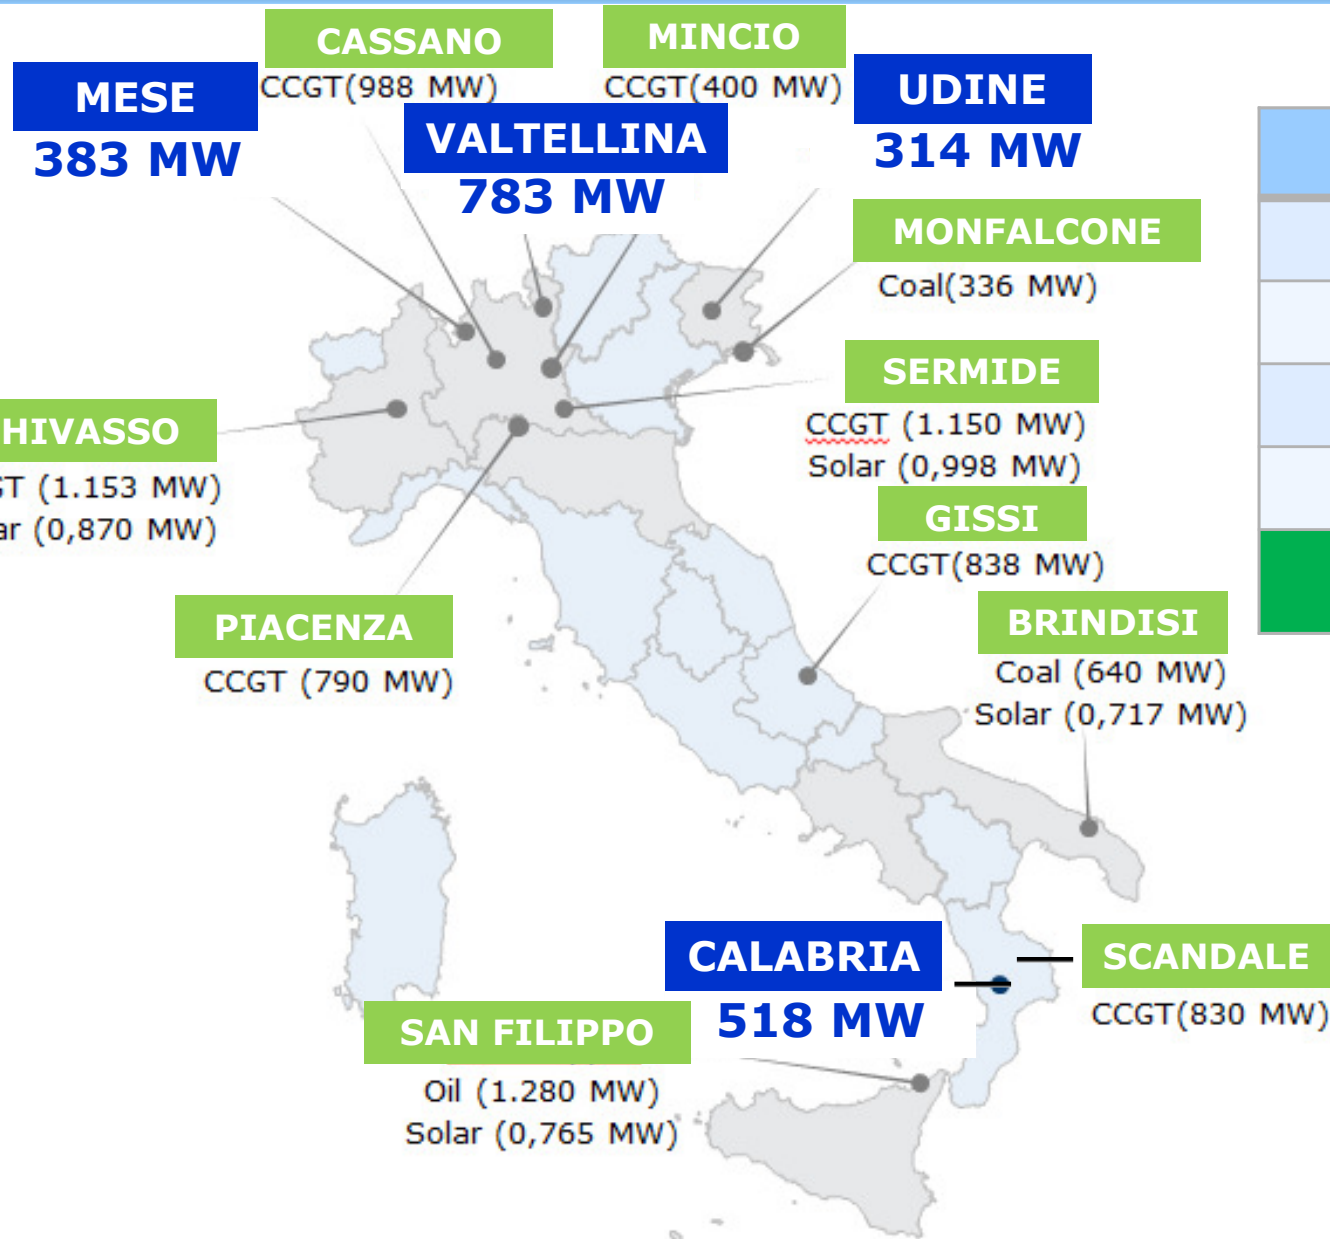 CASSANO
CCGT(988 MW)
MINCIO
CCGT(400 MW)
MESE
383 MW
VALTELLINA
783 MW
UDINE
314 MW
MONFALCONE
Coal(336 MW)
SERMIDE
CCGT (1.150 MW)
Solar (0,998 MW)
HIVASSO
GT (1.153 MW)
ar (0,870 MW)
GISSI
CCGT(838 MW)
PIACENZA
CCGT (790 MW)
BRINDISI
Coal (640 MW)
Solar (0,717 MW)
CALABRIA
518 MW
SCANDALE
CCGT(830 MW)
SAN FILIPPO
Oil (1.280 MW)
Solar (0,765 MW)